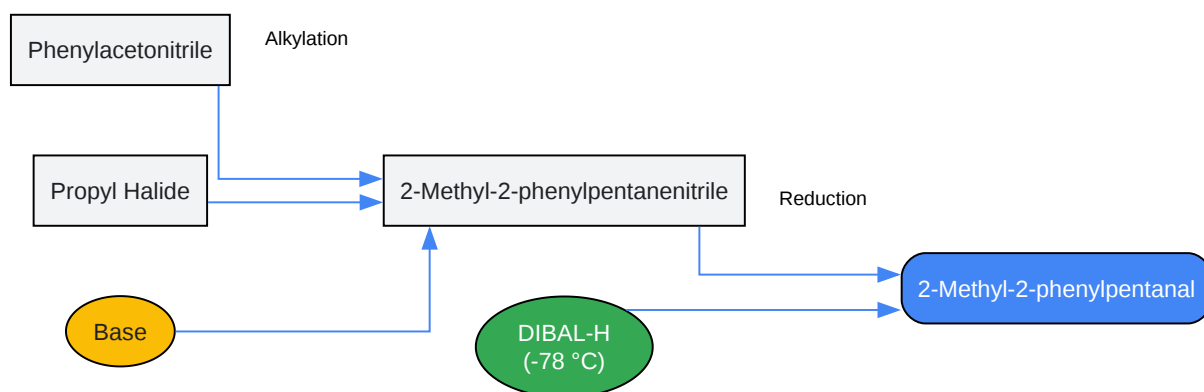 Phenylacetonitrile
Alkylation
Propyl Halide
2-Methyl-2-phenylpentanenitrile
Reduction
2-Methyl-2-phenylpentanal
Base
DIBAL-H
(-78 °C)